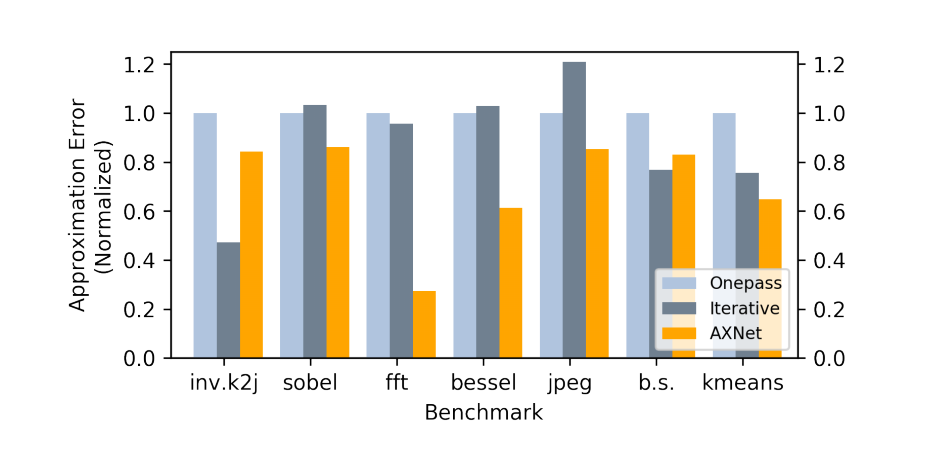 1.2
1.0
0.8
0.6
0.4
0.2
0.0
Approximation Error
(Normalized)
1.2
1.0
0.8
0.6
0.4
0.2
0.0
Onepass
Iterative
AXNet
inv.k2j sobel fft bessel jpeg b.s. kmeans
Benchmark